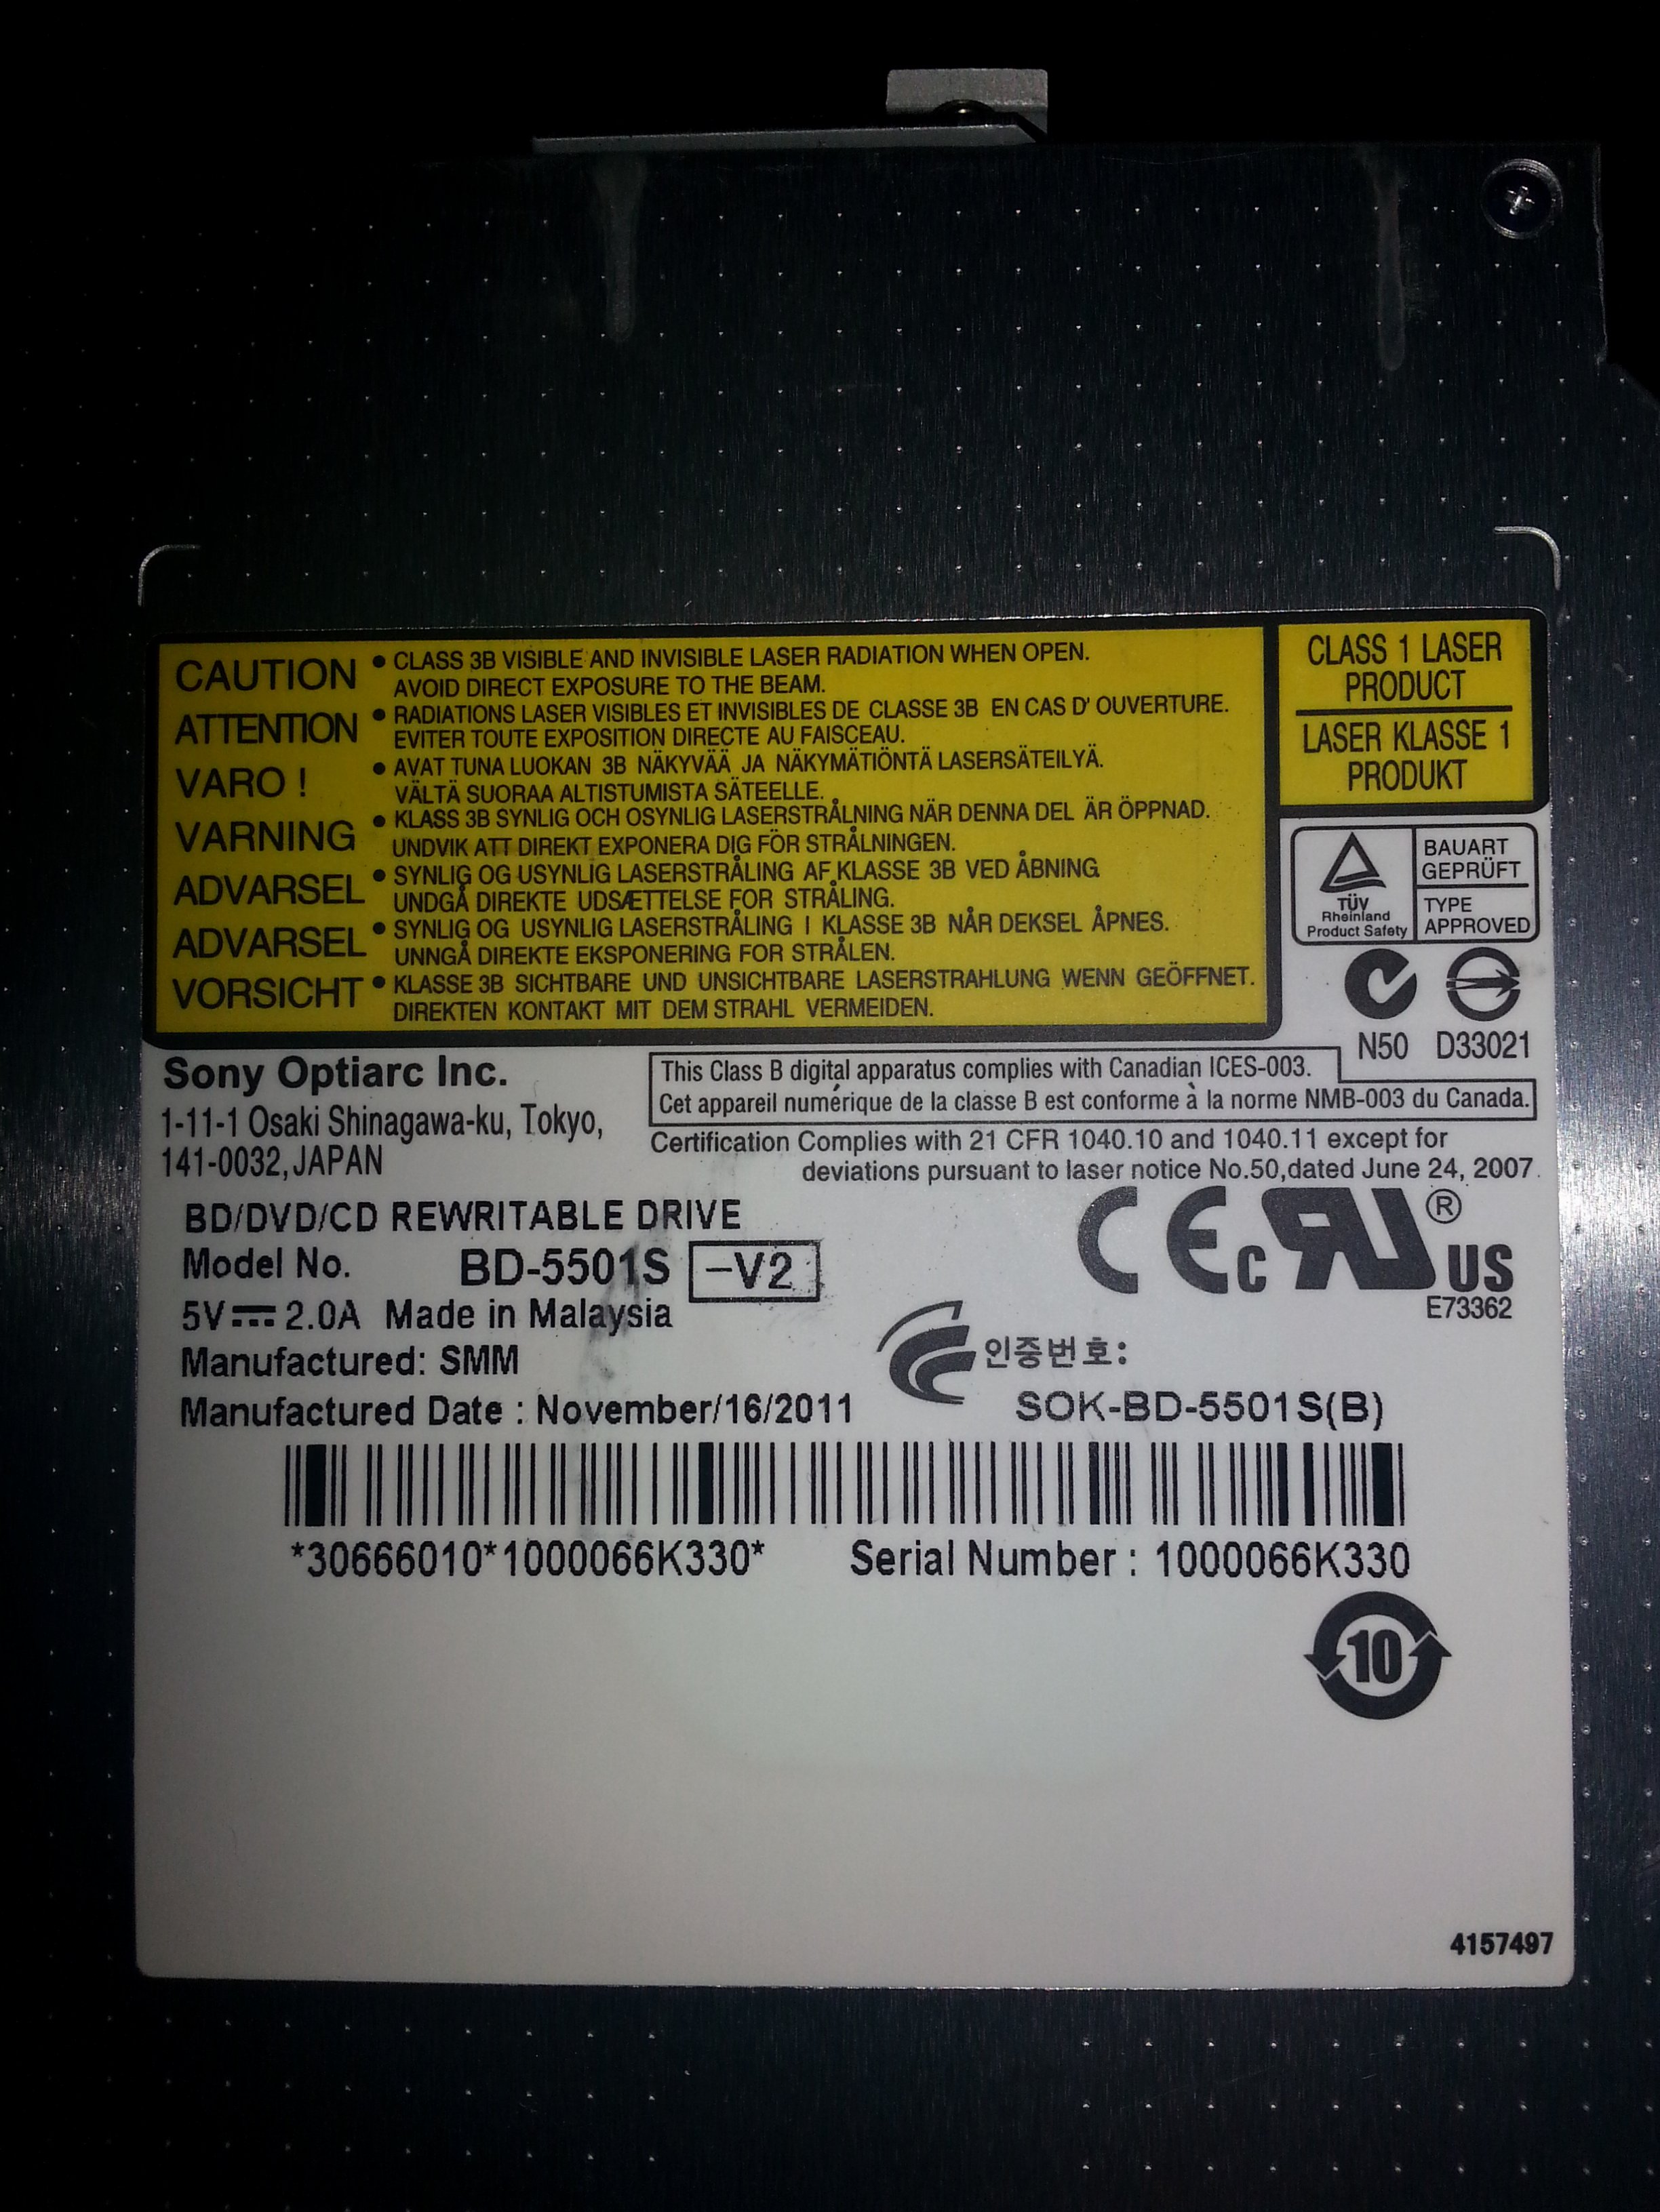 CAUTION • CLASS 3B VISIBLE AND INVISIBLE LASER RADIATION WHEN OPEN.
AVOID DIRECT EXPOSURE TO THE BEAM.
ATTENTION • RADIATIONS LASER VISIBLES ET INVISIBLES DE CLASSE 3B EN CAS D' OUVERTURE.
EVITER TOUTE EXPOSITION DIRECTE AU FAISCEAU.
VARO ! • AVAT TUNA LUOKAN 3B NÄKYVÄÄ JA NÄKYMÄTIÖNTÄ LASERSÄTEILYÄ.
VÄLTÄ SUORAA ALTISTUMISTA SÄTEELLE.
VARNING • KLASS 3B SYNLIG OCH OSYNLIG LASERSTRÅLNING NÄR DENNA DEL ÄR ÖPPNAD.
UNDVIK ATT DIREKT EXPONERA DIG FÖR STRÅLNINGEN.
ADVARSEL • SYNLIG OG USYNLIG LASERSTRÅLING AF KLASSE 3B VED ÅBNING
UNDGÅ DIREKTE UDSÆTTELSE FOR STRÅLING.
ADVARSEL • SYNLIG OG USYNLIG LASERSTRÅLING I KLASSE 3B NÅR DEKSEL ÅPNES.
UNNGÅ DIREKTE EKSPONERING FOR STRÅLEN.
VORSICHT • KLASSE 3B SICHTBARE UND UNSICHTBARE LASERSTRAHLUNG WENN GEÖFFNET.
DIREKTEN KONTAKT MIT DEM STRAHL VERMEIDEN.
CLASS 1 LASER
PRODUCT
LASER KLASSE 1
PRODUKT
TÜV
Rheinland
Product Safety
BAUART
GEPRÜFT
TYPE
APPROVED
N50 D33021
Sony Optiarc Inc.
1-11-1 Osaki Shinagawa-ku, Tokyo,
141-0032,JAPAN
This Class B digital apparatus complies with Canadian ICES-003.
Cet appareil numérique de la classe B est conforme à la norme NMB-003 du Canada.
Certification Complies with 21 CFR 1040.10 and 1040.11 except for
deviations pursuant to laser notice No.50,dated June 24, 2007.
BD/DVD/CD REWRITABLE DRIVE
Model No. BD-5501S -V2
5V⎓2.0A Made in Malaysia
Manufactured: SMM
Manufactured Date : November/16/2011
CE c RU ® US
E73362
인증번호:
SOK-BD-5501S(B)
*30666010*1000066K330* Serial Number : 1000066K330
10
4157497